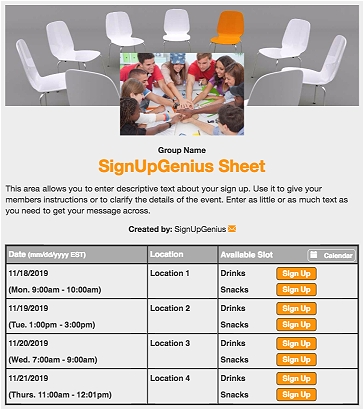 Group Name
SignUpGenius Sheet
This area allows you to enter descriptive text about your sign up. Use it to give your
members instructions or to clarify the details of the event. Enter as little or as much text as
you need to get your message across.
Created by: SignUpGenius
Date (mm/dd/yyyy EST) Location Available Slot Calendar
11/18/2019 Location 1 Drinks Sign Up
(Mon. 9:00am - 10:00am) Snacks Sign Up
11/19/2019 Location 2 Drinks Sign Up
(Tue. 1:00pm - 3:00pm) Snacks Sign Up
11/20/2019 Location 3 Drinks Sign Up
(Wed. 7:00am - 9:00am) Snacks Sign Up
11/21/2019 Location 4 Drinks Sign Up
(Thurs. 11:00am - 12:01pm) Snacks Sign Up